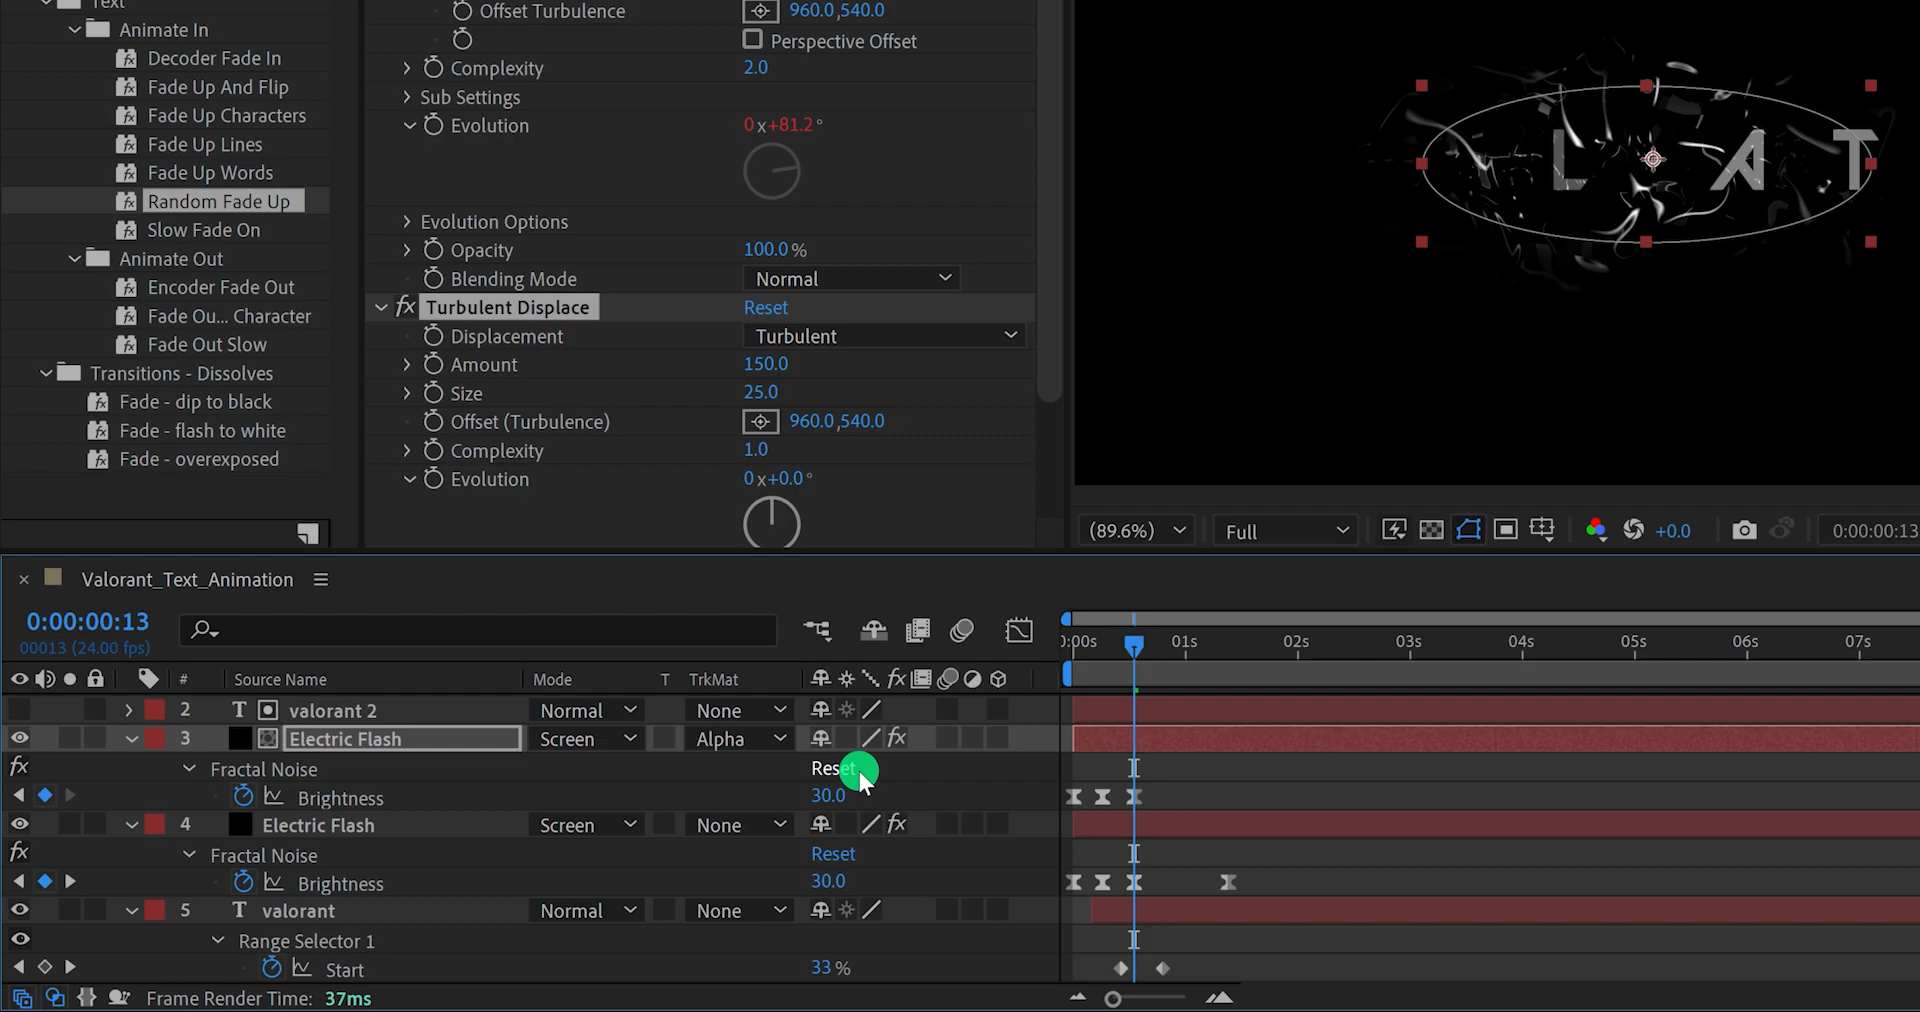 Text
Animate In
Decoder Fade In
Fade Up And Flip
Fade Up Characters
Fade Up Lines
Fade Up Words
Random Fade Up
Slow Fade On
Animate Out
Encoder Fade Out
Fade Ou... Character
Fade Out Slow
Transitions - Dissolves
Fade - dip to black
Fade - flash to white
Fade - overexposed
Offset Turbulence 960.0,540.0
Perspective Offset
Complexity 2.0
Sub Settings
Evolution 0x+81.2°
Evolution Options
Opacity 100.0%
Blending Mode Normal
fx Turbulent Displace Reset
Displacement Turbulent
Amount 150.0
Size 25.0
Offset (Turbulence) 960.0,540.0
Complexity 1.0
Evolution 0x+0.0°
L A T
(89.6%) Full +0.0 0:00:00:13
× Valorant_Text_Animation
0:00:00:13
00013 (24.00 fps)
0:00s 01s 02s 03s 04s 05s 06s 07s
# Source Name Mode T TrkMat fx
2 T valorant 2 Normal None
3 Electric Flash Screen Alpha fx
fx Fractal Noise Reset
Brightness 30.0
4 Electric Flash Screen None fx
fx Fractal Noise Reset
Brightness 30.0
5 T valorant Normal None
Range Selector 1
Start 33%
Frame Render Time: 37ms